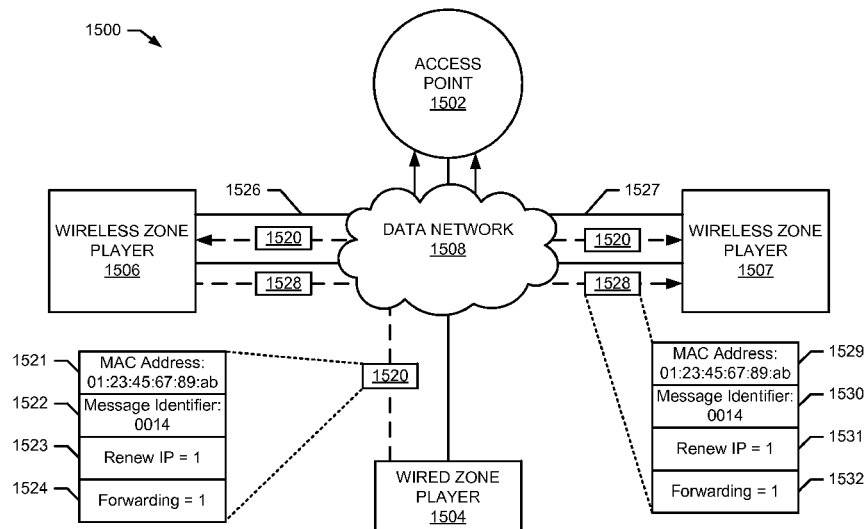 1500
ACCESS
POINT
1502
1526
1527
WIRELESS ZONE
PLAYER
1506
1520
DATA NETWORK
1508
1520
WIRELESS ZONE
PLAYER
1507
1528
1528
1521
MAC Address:
01:23:45:67:89:ab
1522
Message Identifier:
0014
1523
Renew IP = 1
1524
Forwarding = 1
1520
WIRED ZONE
PLAYER
1504
MAC Address:
01:23:45:67:89:ab
1529
Message Identifier:
0014
1530
Renew IP = 1
1531
Forwarding = 1
1532